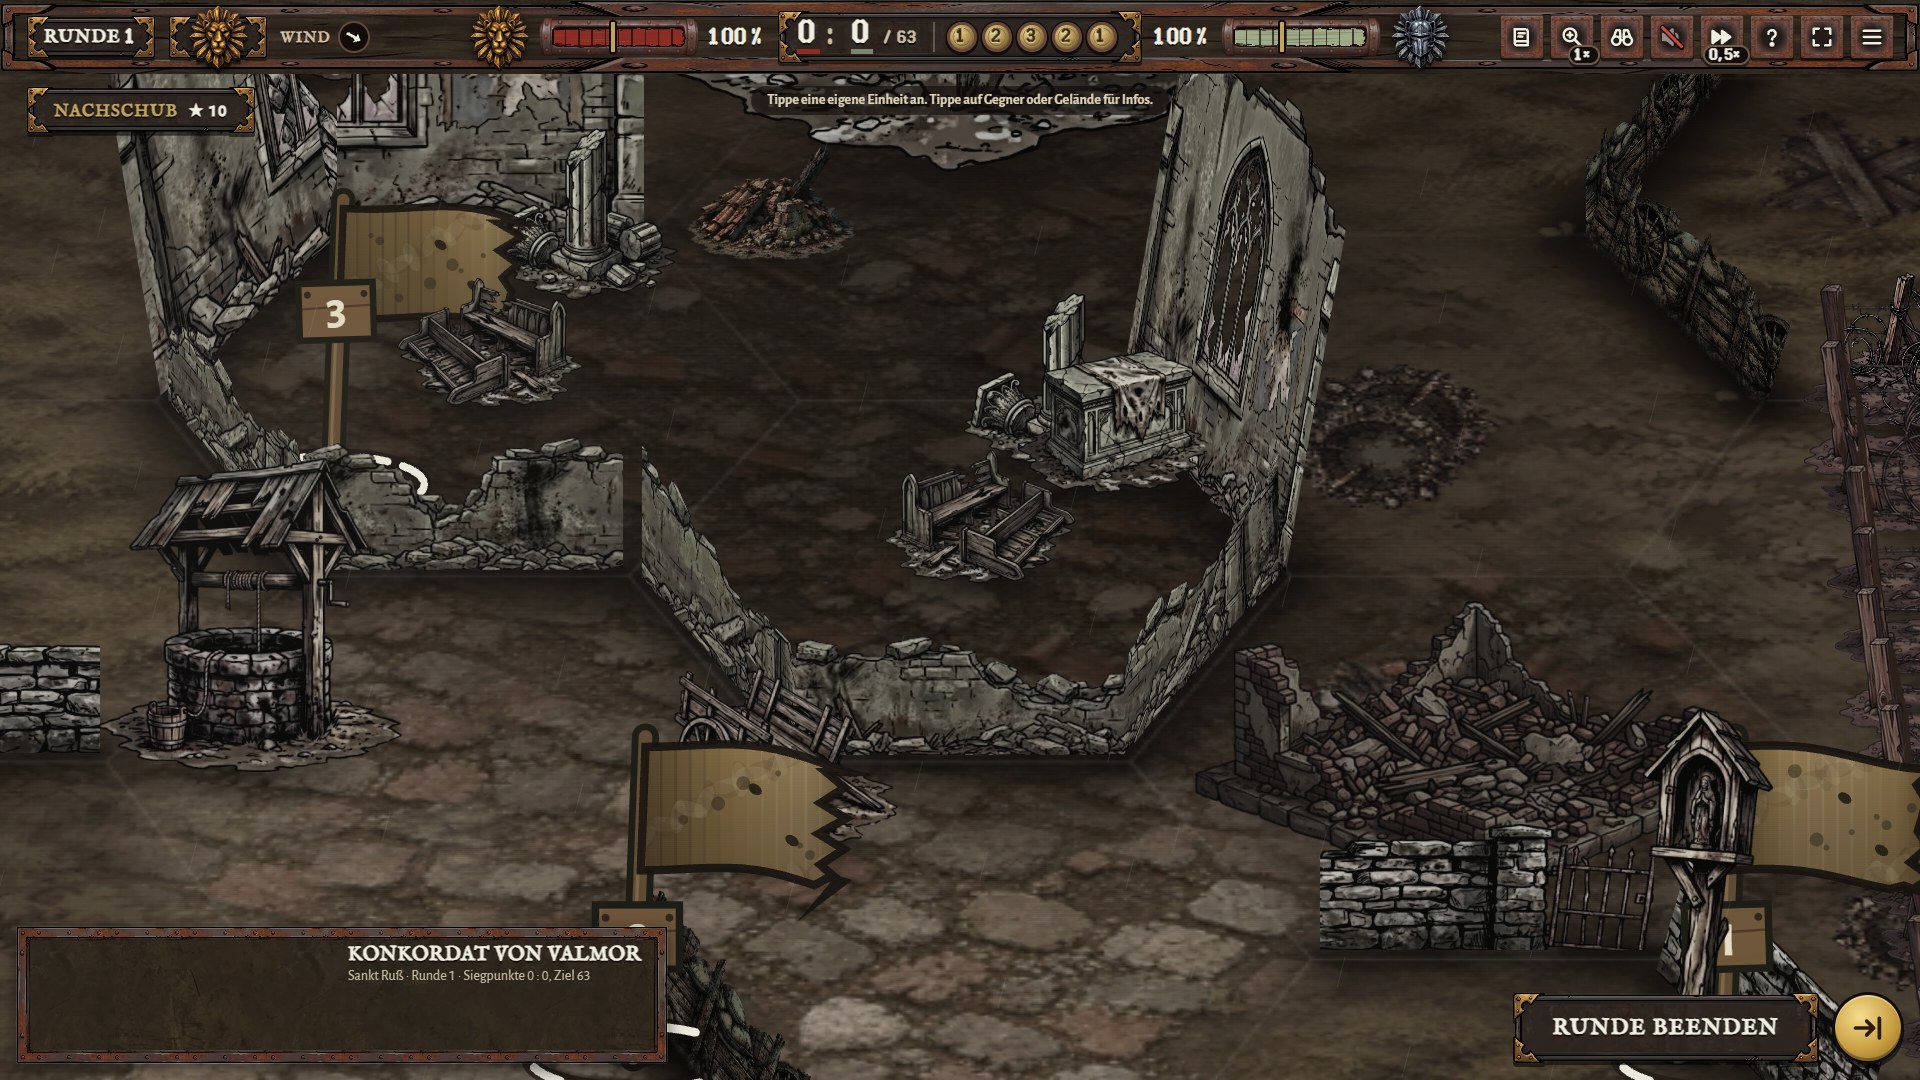 RUNDE 1
WIND
100%
0 : 0 / 63
1 2 3 2 1
100%
1×
0,5×
?
NACHSCHUB ★ 10
Tippe eine eigene Einheit an. Tippe auf Gegner oder Gelände für Infos.
3
1
KONKORDAT VON VALMOR
Sankt Ruß · Runde 1 · Siegpunkte 0 : 0, Ziel 63
RUNDE BEENDEN